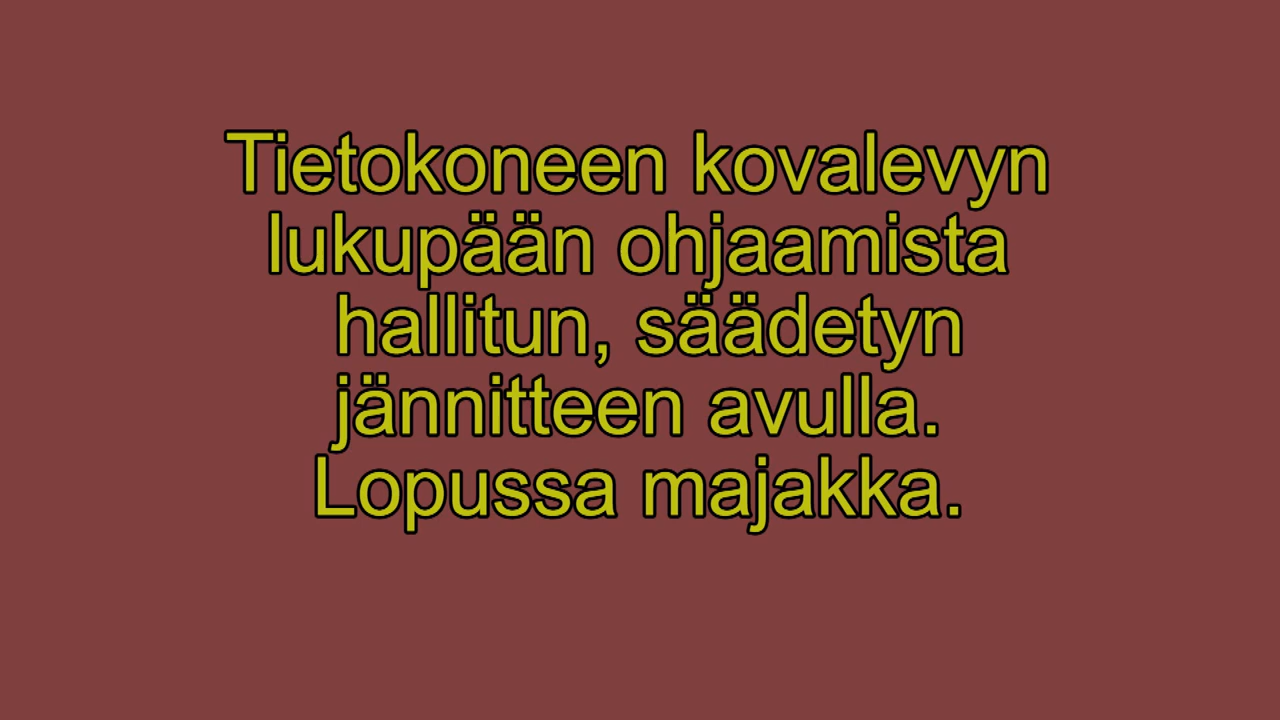 Tietokoneen kovalevyn
lukupään ohjaamista
hallitun, säädetyn
jännitteen avulla.
Lopussa majakka.